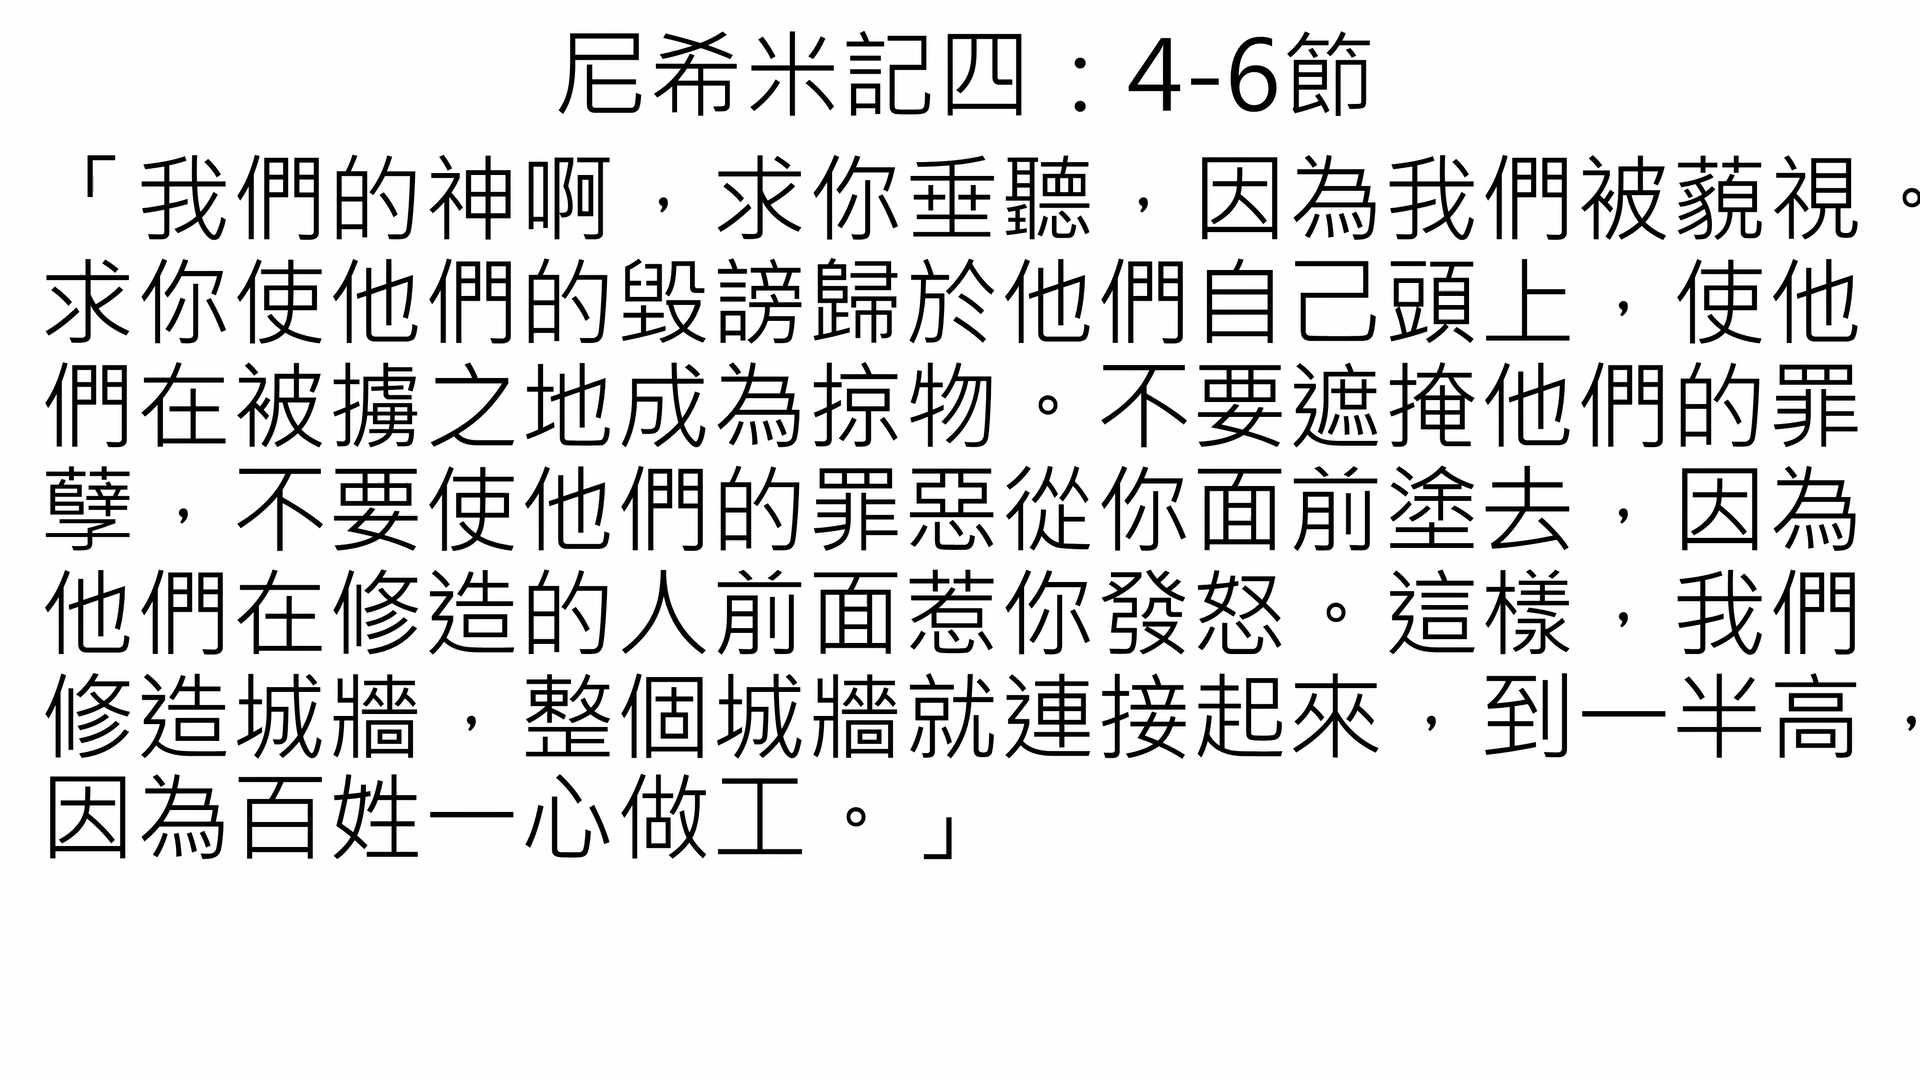 尼希米記四：4-6節
「我們的神啊，求你垂聽，因為我們被藐視。
求你使他們的毀謗歸於他們自己頭上，使他
們在被擄之地成為掠物。不要遮掩他們的罪
孽，不要使他們的罪惡從你面前塗去，因為
他們在修造的人前面惹你發怒。這樣，我們
修造城牆，整個城牆就連接起來，到一半高，
因為百姓一心做工。」